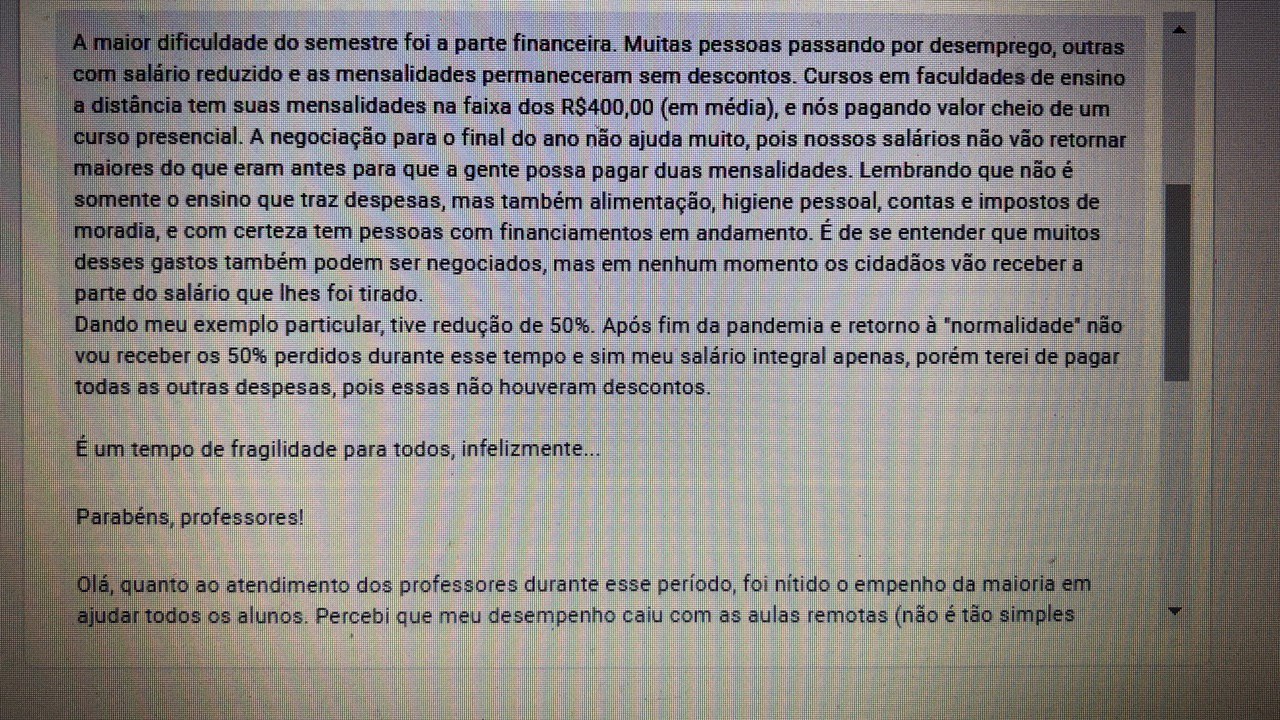 A maior dificuldade do semestre foi a parte financeira. Muitas pessoas passando por desemprego, outras
com salário reduzido e as mensalidades permaneceram sem descontos. Cursos em faculdades de ensino
a distância tem suas mensalidades na faixa dos R$400,00 (em média), e nós pagando valor cheio de um
curso presencial. A negociação para o final do ano não ajuda muito, pois nossos salários não vão retornar
maiores do que eram antes para que a gente possa pagar duas mensalidades. Lembrando que não é
somente o ensino que traz despesas, mas também alimentação, higiene pessoal, contas e impostos de
moradia, e com certeza tem pessoas com financiamentos em andamento. É de se entender que muitos
desses gastos também podem ser negociados, mas em nenhum momento os cidadãos vão receber a
parte do salário que lhes foi tirado.
Dando meu exemplo particular, tive redução de 50%. Após fim da pandemia e retorno à "normalidade" não
vou receber os 50% perdidos durante esse tempo e sim meu salário integral apenas, porém terei de pagar
todas as outras despesas, pois essas não houveram descontos.
É um tempo de fragilidade para todos, infelizmente...
Parabéns, professores!
Olá, quanto ao atendimento dos professores durante esse período, foi nítido o empenho da maioria em
ajudar todos os alunos. Percebi que meu desempenho caiu com as aulas remotas (não é tão simples